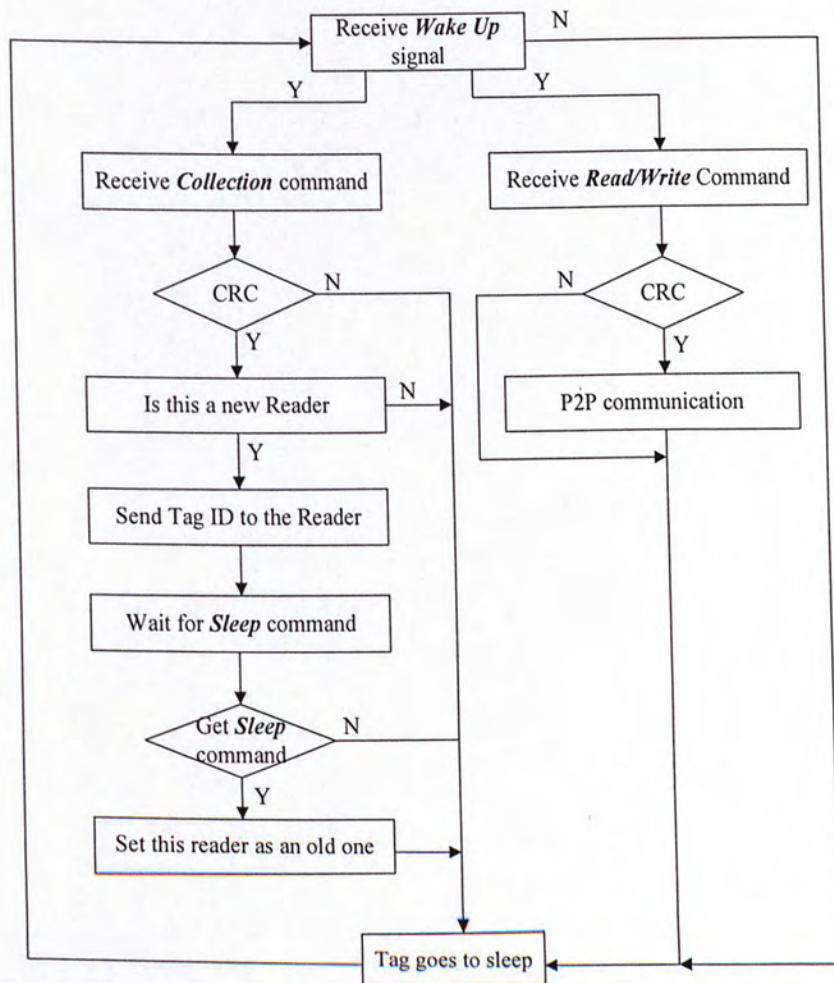 Receive Wake Up
signal
N
Y
Y
Receive Collection command
Receive Read/Write Command
CRC
N
N
CRC
Y
Y
Is this a new Reader
N
P2P communication
Y
Send Tag ID to the Reader
Wait for Sleep command
Get Sleep
command
N
Y
Set this reader as an old one
Tag goes to sleep